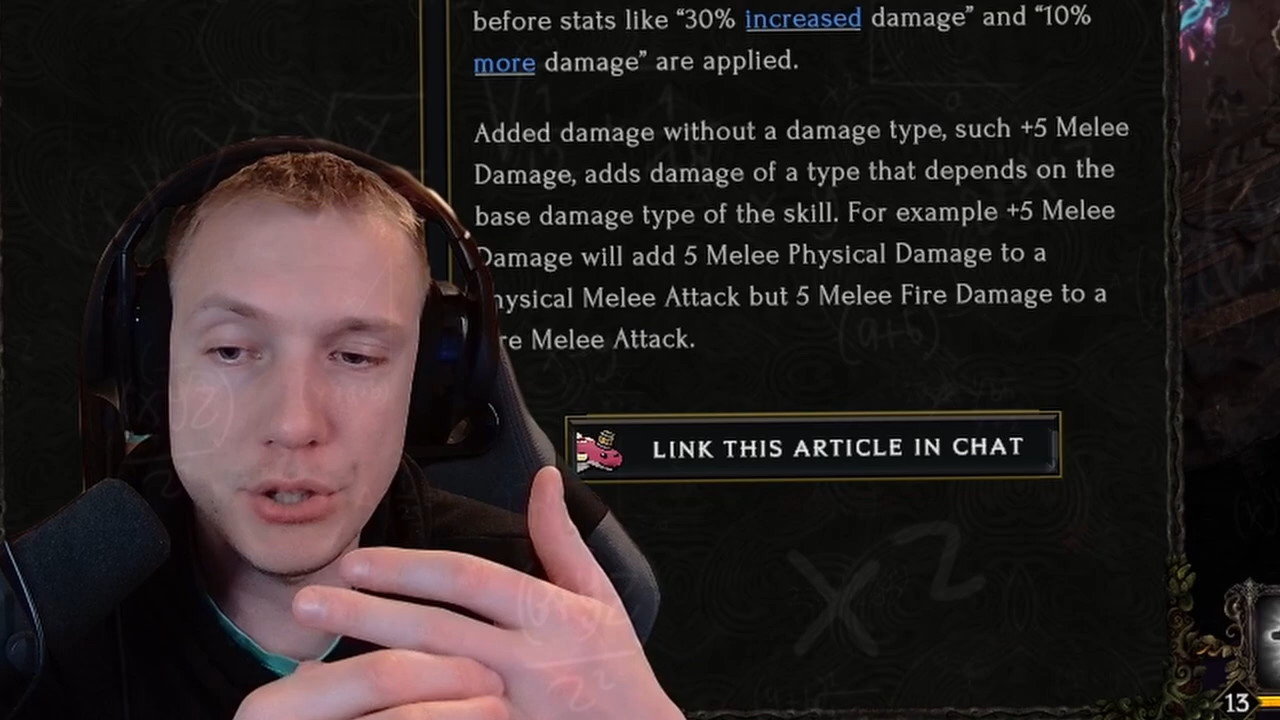 before stats like “30% increased damage” and “10%
more damage” are applied.
Added damage without a damage type, such +5 Melee
Damage, adds damage of a type that depends on the
base damage type of the skill. For example +5 Melee
Damage will add 5 Melee Physical Damage to a
hysical Melee Attack but 5 Melee Fire Damage to a
re Melee Attack.
LINK THIS ARTICLE IN CHAT
x²
13